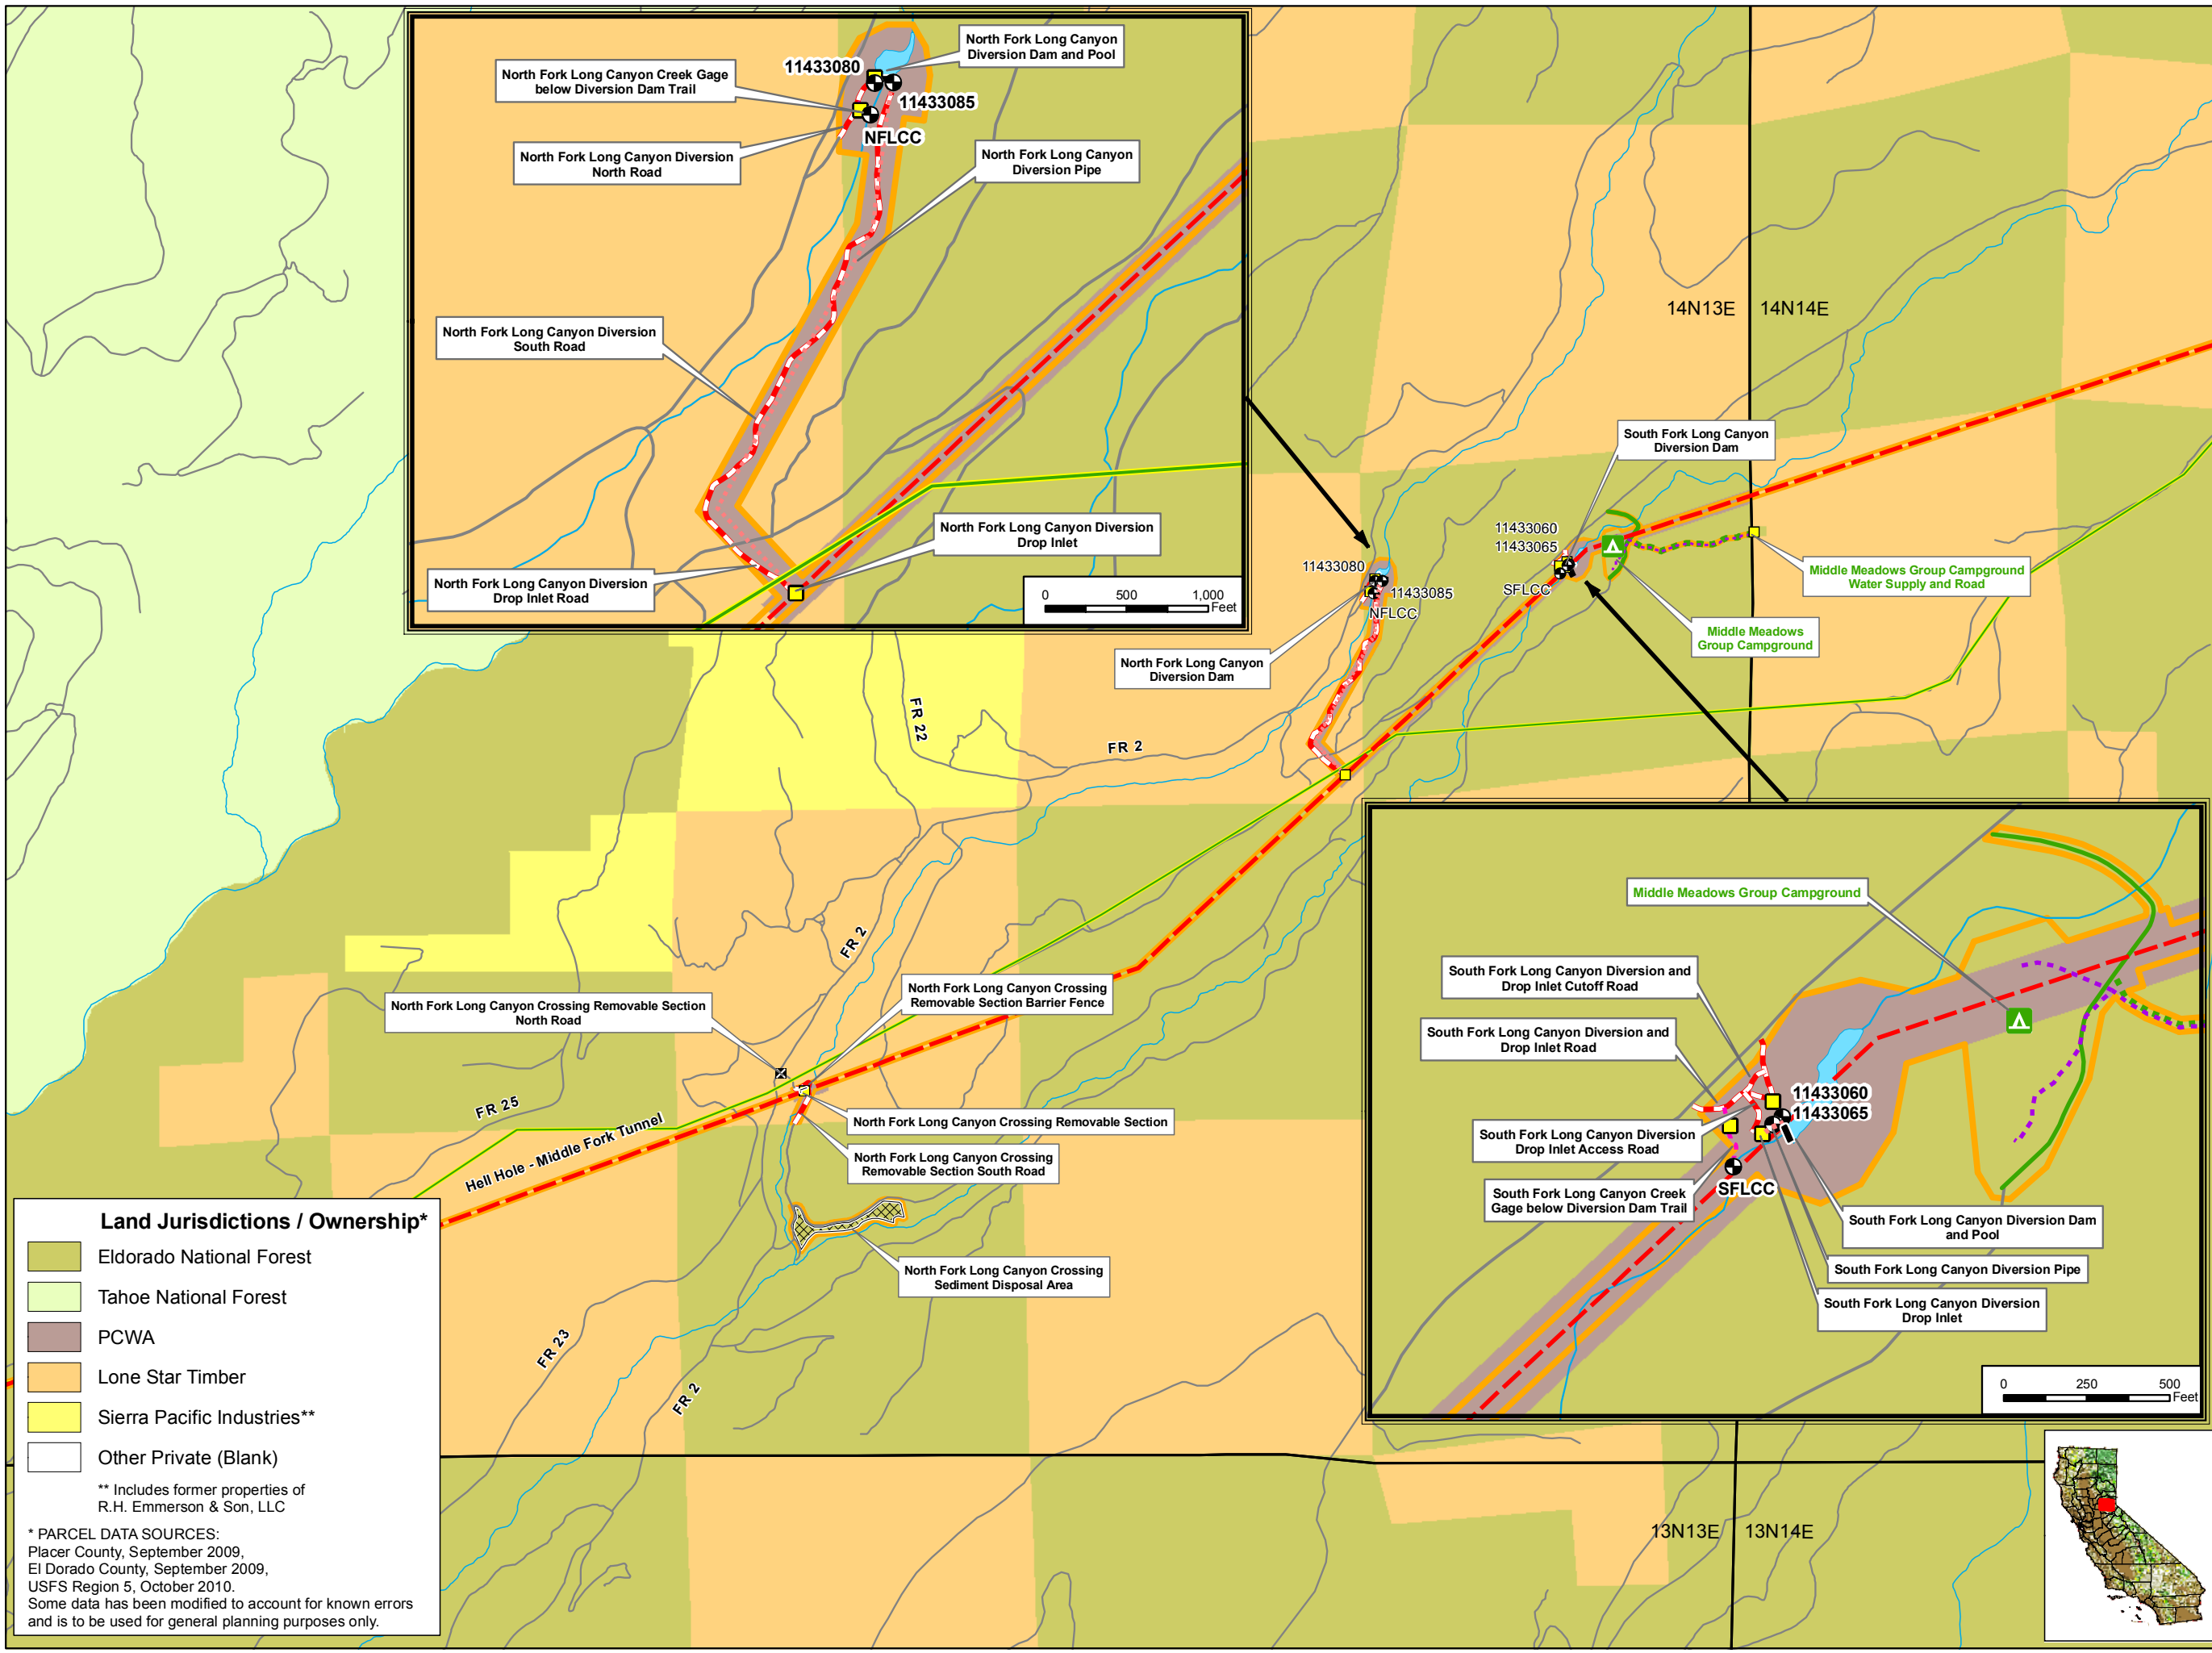 North Fork Long Canyon
Diversion Dam and Pool
11433080
North Fork Long Canyon Creek Gage
below Diversion Dam Trail
11433085
NFLCC
North Fork Long Canyon Diversion
North Road
North Fork Long Canyon
Diversion Pipe
North Fork Long Canyon Diversion
South Road
North Fork Long Canyon Diversion
Drop Inlet
North Fork Long Canyon Diversion
Drop Inlet Road
0 500 1,000
Feet
14N13E 14N14E
South Fork Long Canyon
Diversion Dam
11433060
11433065
SFLCC
11433080
11433085
NFLCC
Middle Meadows Group Campground
Water Supply and Road
Middle Meadows
Group Campground
North Fork Long Canyon
Diversion Dam
FR 22
FR 2
FR 2
North Fork Long Canyon Crossing
Removable Section Barrier Fence
North Fork Long Canyon Crossing Removable Section
North Road
FR 25
Hell Hole - Middle Fork Tunnel
North Fork Long Canyon Crossing Removable Section
North Fork Long Canyon Crossing
Removable Section South Road
North Fork Long Canyon Crossing
Sediment Disposal Area
FR 23
FR 2
Middle Meadows Group Campground
South Fork Long Canyon Diversion and
Drop Inlet Cutoff Road
South Fork Long Canyon Diversion and
Drop Inlet Road
11433060
11433065
South Fork Long Canyon Diversion
Drop Inlet Access Road
South Fork Long Canyon Creek
Gage below Diversion Dam Trail
SFLCC
South Fork Long Canyon Diversion Dam
and Pool
South Fork Long Canyon Diversion Pipe
South Fork Long Canyon Diversion
Drop Inlet
0 250 500
Feet
13N13E 13N14E
Land Jurisdictions / Ownership*
Eldorado National Forest
Tahoe National Forest
PCWA
Lone Star Timber
Sierra Pacific Industries**
Other Private (Blank)
** Includes former properties of
R.H. Emmerson & Son, LLC
* PARCEL DATA SOURCES:
Placer County, September 2009,
El Dorado County, September 2009,
USFS Region 5, October 2010.
Some data has been modified to account for known errors
and is to be used for general planning purposes only.